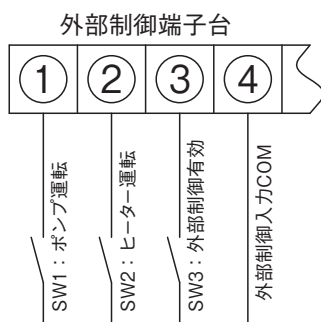 外部制御端子台
① ② ③ ④
SW1：ポンプ運転
SW2：ヒーター運転
SW3：外部制御有効
外部制御入力COM